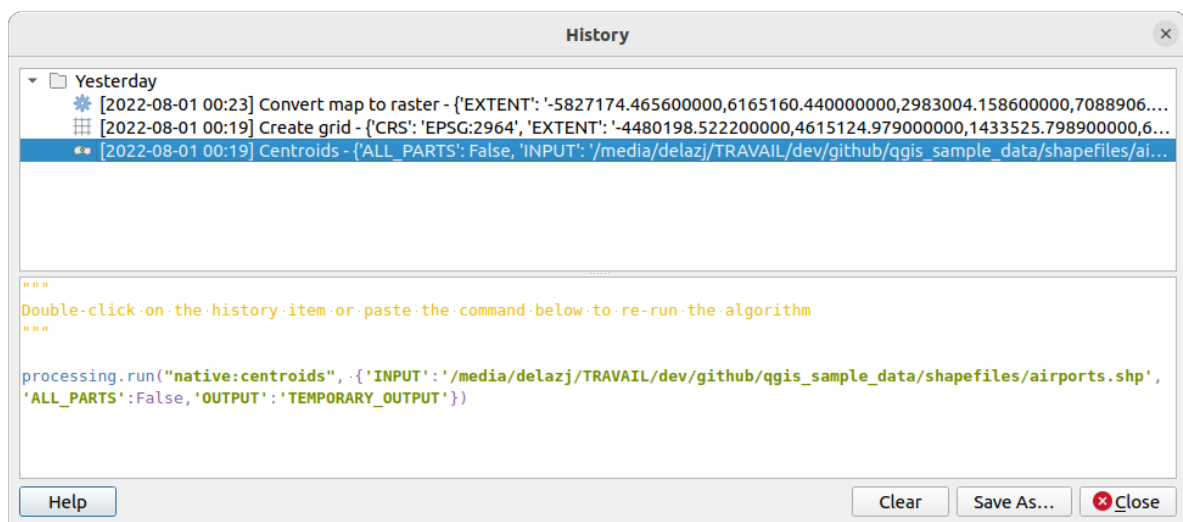 History
Yesterday
[2022-08-01 00:23] Convert map to raster - {'EXTENT': '-5827174.465600000,6165160.440000000,2983004.158600000,7088906....
[2022-08-01 00:19] Create grid - {'CRS': 'EPSG:2964', 'EXTENT': '-4480198.522200000,4615124.979000000,1433525.798900000,6...
[2022-08-01 00:19] Centroids - {'ALL_PARTS': False, 'INPUT': '/media/delazj/TRAVAIL/dev/github/qgis_sample_data/shapefiles/ai...
"""
Double-click·on·the·history·item·or·paste·the·command·below·to·re-run·the·algorithm
"""
processing.run("native:centroids",·{'INPUT':'/media/delazj/TRAVAIL/dev/github/qgis_sample_data/shapefiles/airports.shp',
'ALL_PARTS':False,'OUTPUT':'TEMPORARY_OUTPUT'})
Help Clear Save As... Close